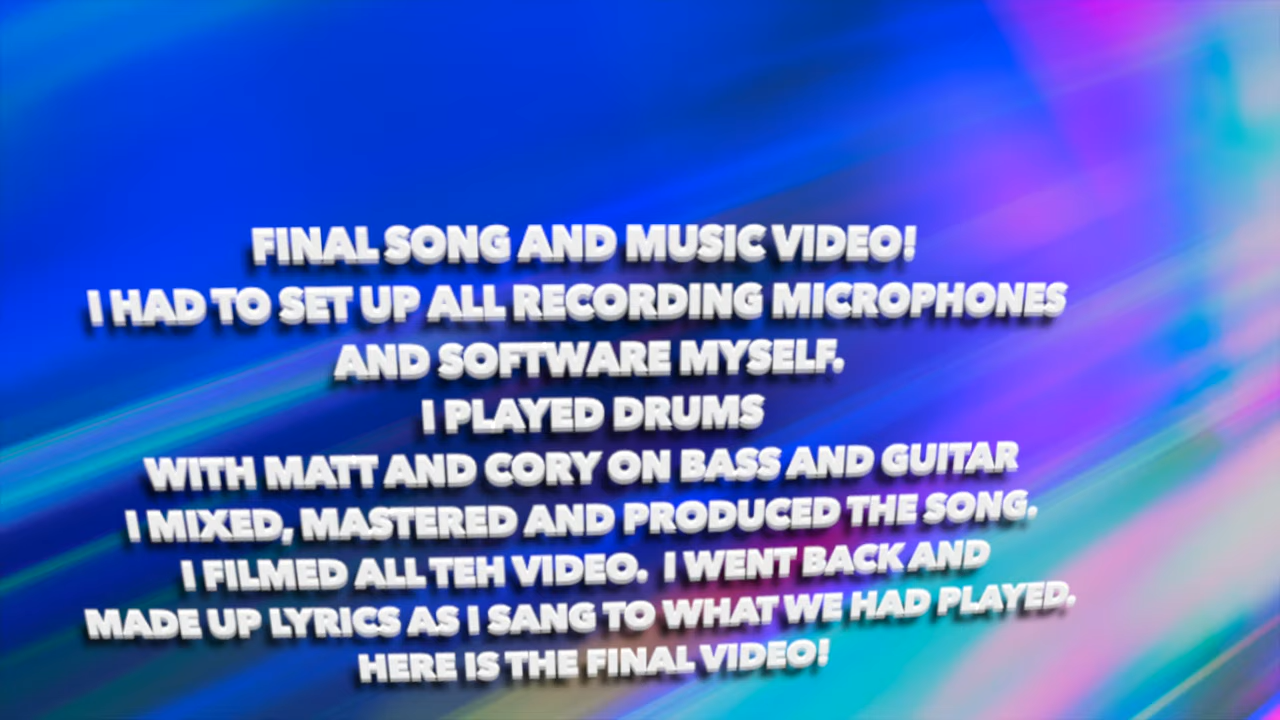 FINAL SONG AND MUSIC VIDEO!
I HAD TO SET UP ALL RECORDING MICROPHONES
AND SOFTWARE MYSELF.
I PLAYED DRUMS
WITH MATT AND CORY ON BASS AND GUITAR
I MIXED, MASTERED AND PRODUCED THE SONG.
I FILMED ALL TEH VIDEO. I WENT BACK AND
MADE UP LYRICS AS I SANG TO WHAT WE HAD PLAYED.
HERE IS THE FINAL VIDEO!